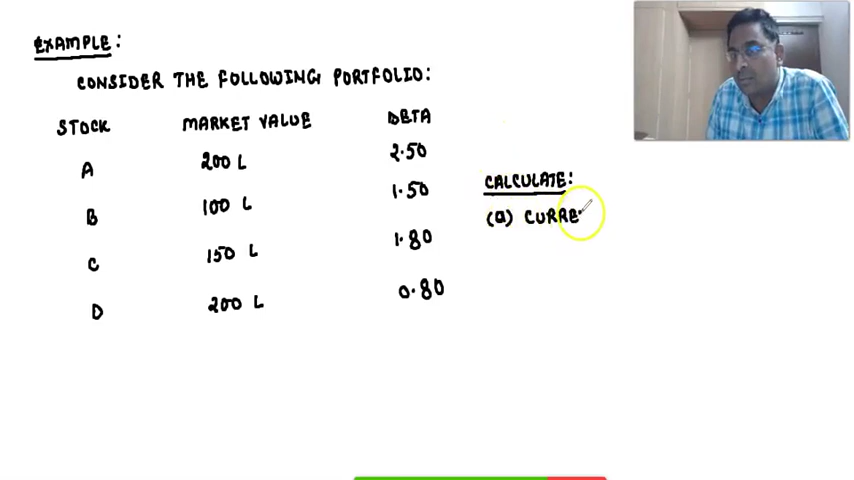 EXAMPLE:
CONSIDER THE FOLLOWING PORTFOLIO:
STOCK MARKET VALUE BETA
A 200 L 2.50
B 100 L 1.50
C 150 L 1.80
D 200 L 0.80
CALCULATE:
(a) CURRE